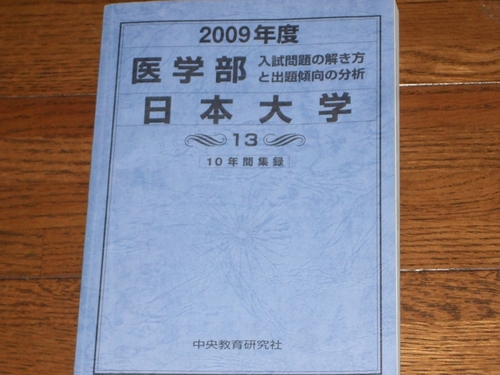 2009年度
医学部 入試問題の解き方
と出題傾向の分析
日本大学
13
10年間集録
中央教育研究社